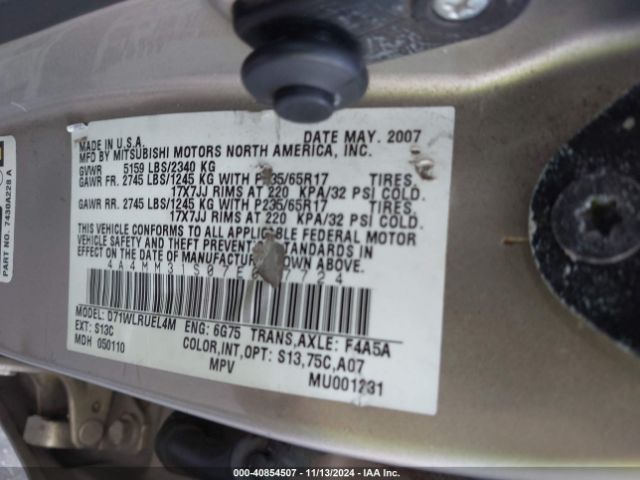 MADE IN U.S.A. DATE MAY. 2007
MFD BY MITSUBISHI MOTORS NORTH AMERICA, INC.
GVWR 5159 LBS/2340 KG
GAWR FR. 2745 LBS/1245 KG WITH P235/65R17 TIRES,
17X7JJ RIMS AT 220 KPA/32 PSI COLD.
GAWR RR. 2745 LBS/1245 KG WITH P235/65R17 TIRES,
17X7JJ RIMS AT 220 KPA/32 PSI COLD.
THIS VEHICLE CONFORMS TO ALL APPLICABLE FEDERAL MOTOR
VEHICLE SAFETY AND THEFT PREVENTION STANDARDS IN
EFFECT ON THE DATE OF MANUFACTURE SHOWN ABOVE.
MODEL: D71WLRUEL4M ENG: 6G75 TRANS,AXLE: F4A5A
EXT: S13C COLOR,INT,OPT: S13,75C,A07
MDH 050110 MPV MU001231
PART NO. 7430A228 A
000-40854507 - 11/13/2024 - IAA Inc.